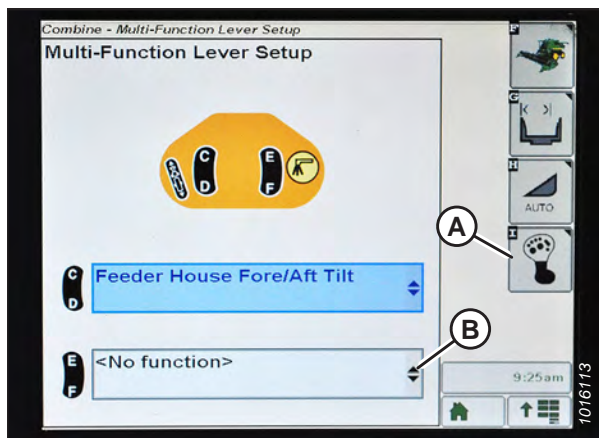 Combine - Multi-Function Lever Setup
Multi-Function Lever Setup
C
D
E
F
C
D
Feeder House Fore/Aft Tilt
E
F
<No function>
F
G
H
AUTO
I
A
B
9:25am
1016113